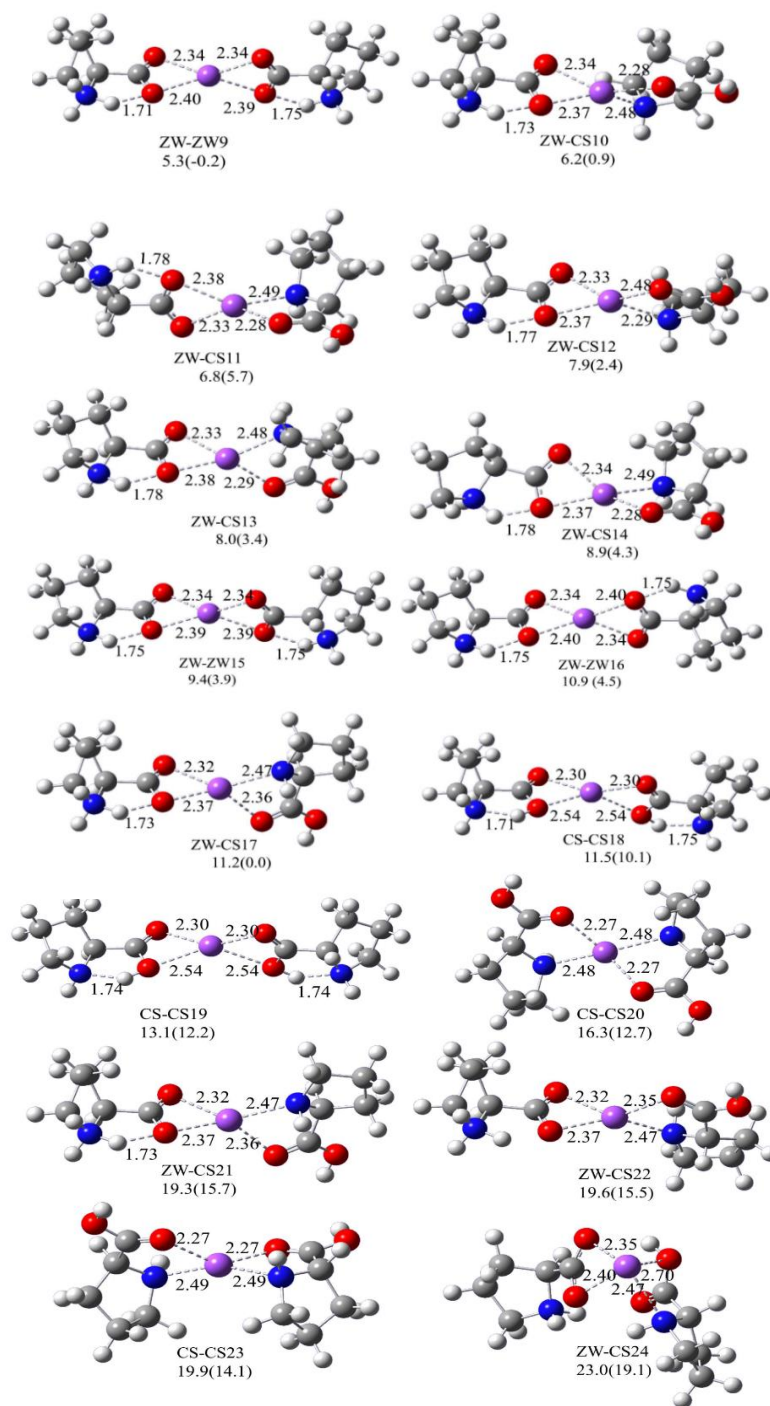 2.34 2.34
1.71 2.40 2.39 1.75
ZW-ZW9
5.3(-0.2)
2.34 2.28
1.73 2.37 2.48
ZW-CS10
6.2(0.9)
1.78 2.38 2.49
2.33 2.28
ZW-CS11
6.8(5.7)
2.33 2.48
1.77 2.37 2.29
ZW-CS12
7.9(2.4)
2.33 2.48
1.78 2.38 2.29
ZW-CS13
8.0(3.4)
2.34 2.49
1.78 2.37 2.28
ZW-CS14
8.9(4.3)
2.34 2.34
1.75 2.39 2.39 1.75
ZW-ZW15
9.4(3.9)
2.34 2.40 1.75
1.75 2.40 2.34
ZW-ZW16
10.9 (4.5)
2.32 2.47
1.73 2.37 2.36
ZW-CS17
11.2(0.0)
2.30 2.30
1.71 2.54 2.54 1.75
CS-CS18
11.5(10.1)
2.30 2.30
1.74 2.54 2.54 1.74
CS-CS19
13.1(12.2)
2.27 2.48
2.48 2.27
CS-CS20
16.3(12.7)
2.32 2.47
1.73 2.37 2.36
ZW-CS21
19.3(15.7)
2.32 2.35
2.37 2.47
ZW-CS22
19.6(15.5)
2.27 2.27
2.49 2.49
CS-CS23
19.9(14.1)
2.35
2.40 2.70
2.47
ZW-CS24
23.0(19.1)